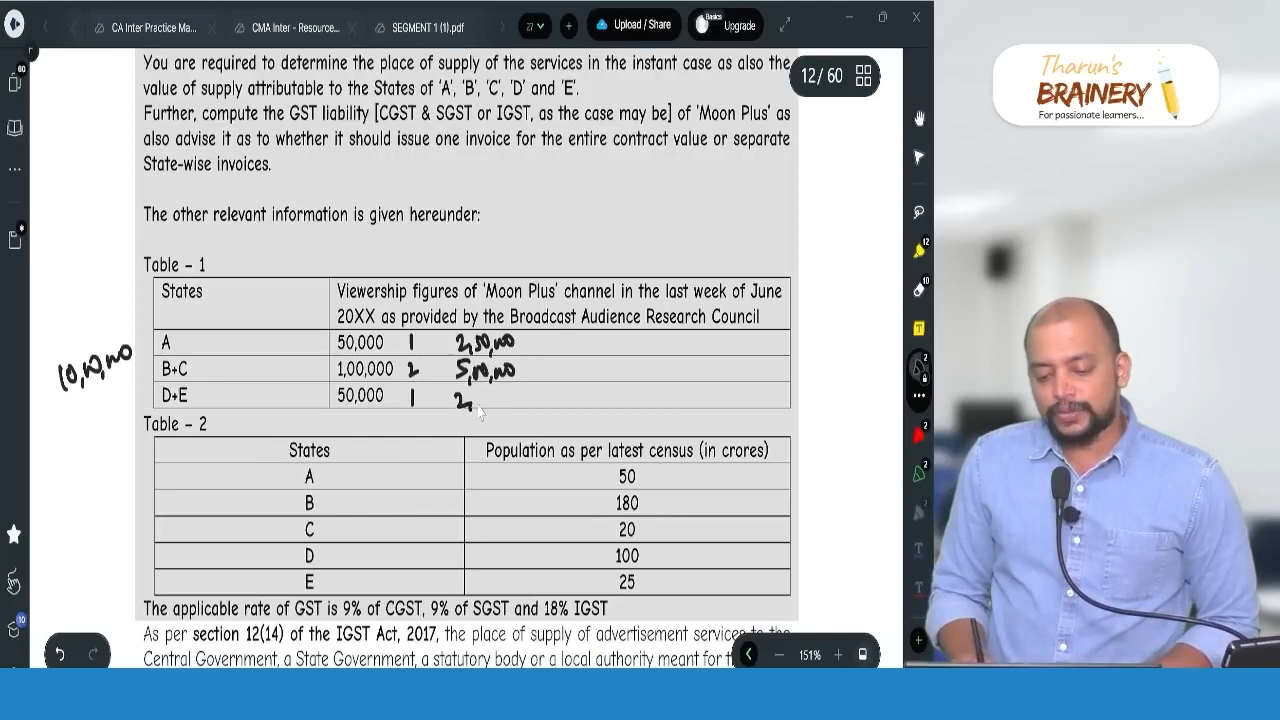 CA Inter Practice Ma...
CMA Inter - Resource...
SEGMENT 1 (1).pdf
27
Upload / Share
Basics
Upgrade
12/ 60
Tharun's
BRAINERY
For passionate learners...
You are required to determine the place of supply of the services in the instant case as also the
value of supply attributable to the States of 'A', 'B', 'C', 'D' and 'E'.
Further, compute the GST liability [CGST & SGST or IGST, as the case may be] of 'Moon Plus' as
also advise it as to whether it should issue one invoice for the entire contract value or separate
State-wise invoices.
The other relevant information is given hereunder:
Table - 1
States Viewership figures of 'Moon Plus' channel in the last week of June
20XX as provided by the Broadcast Audience Research Council
A 50,000 1 2,50,000
10,00,000 B+C 1,00,000 2 5,00,000
D+E 50,000 1 2,
Table - 2
States Population as per latest census (in crores)
A 50
B 180
C 20
D 100
E 25
The applicable rate of GST is 9% of CGST, 9% of SGST and 18% IGST
As per section 12(14) of the IGST Act, 2017, the place of supply of advertisement services to the
Central Government, a State Government, a statutory body or a local authority meant for
151%